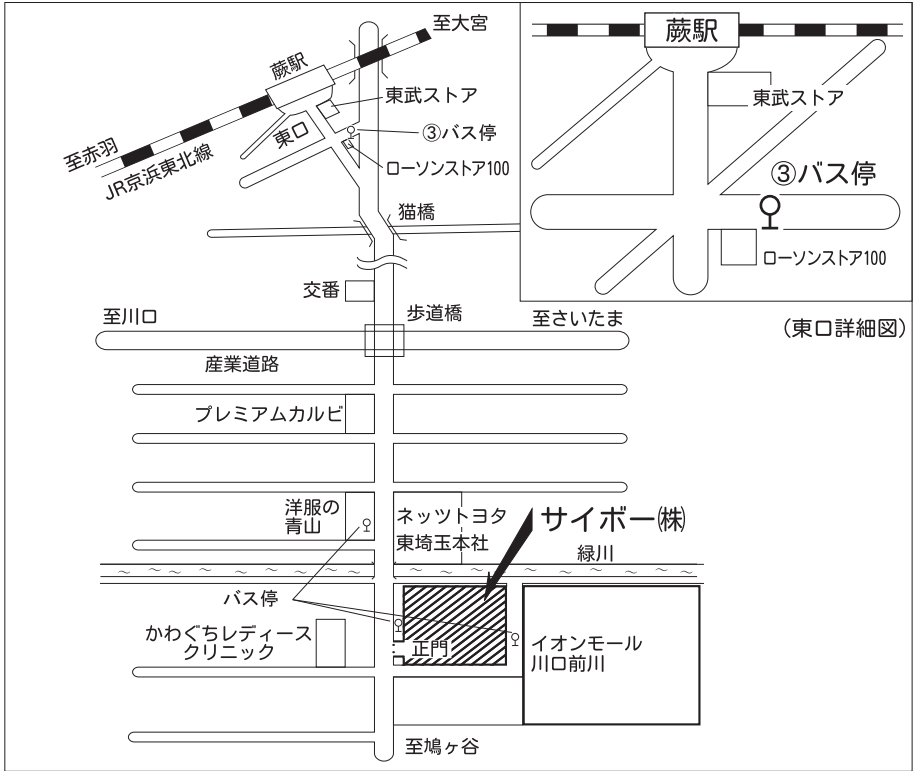 至大宮
蕨駅
東武ストア
③バス停
東口
ローソンストア100
至赤羽
JR京浜東北線
猫橋
交番
歩道橋
至川口
至さいたま
産業道路
プレミアムカルビ
洋服の
青山
ネッツトヨタ
東埼玉本社
サイボー㈱
緑川
バス停
かわぐちレディース
クリニック
正門
イオンモール
川口前川
至鳩ヶ谷
蕨駅
東武ストア
③バス停
ローソンストア100
(東口詳細図)